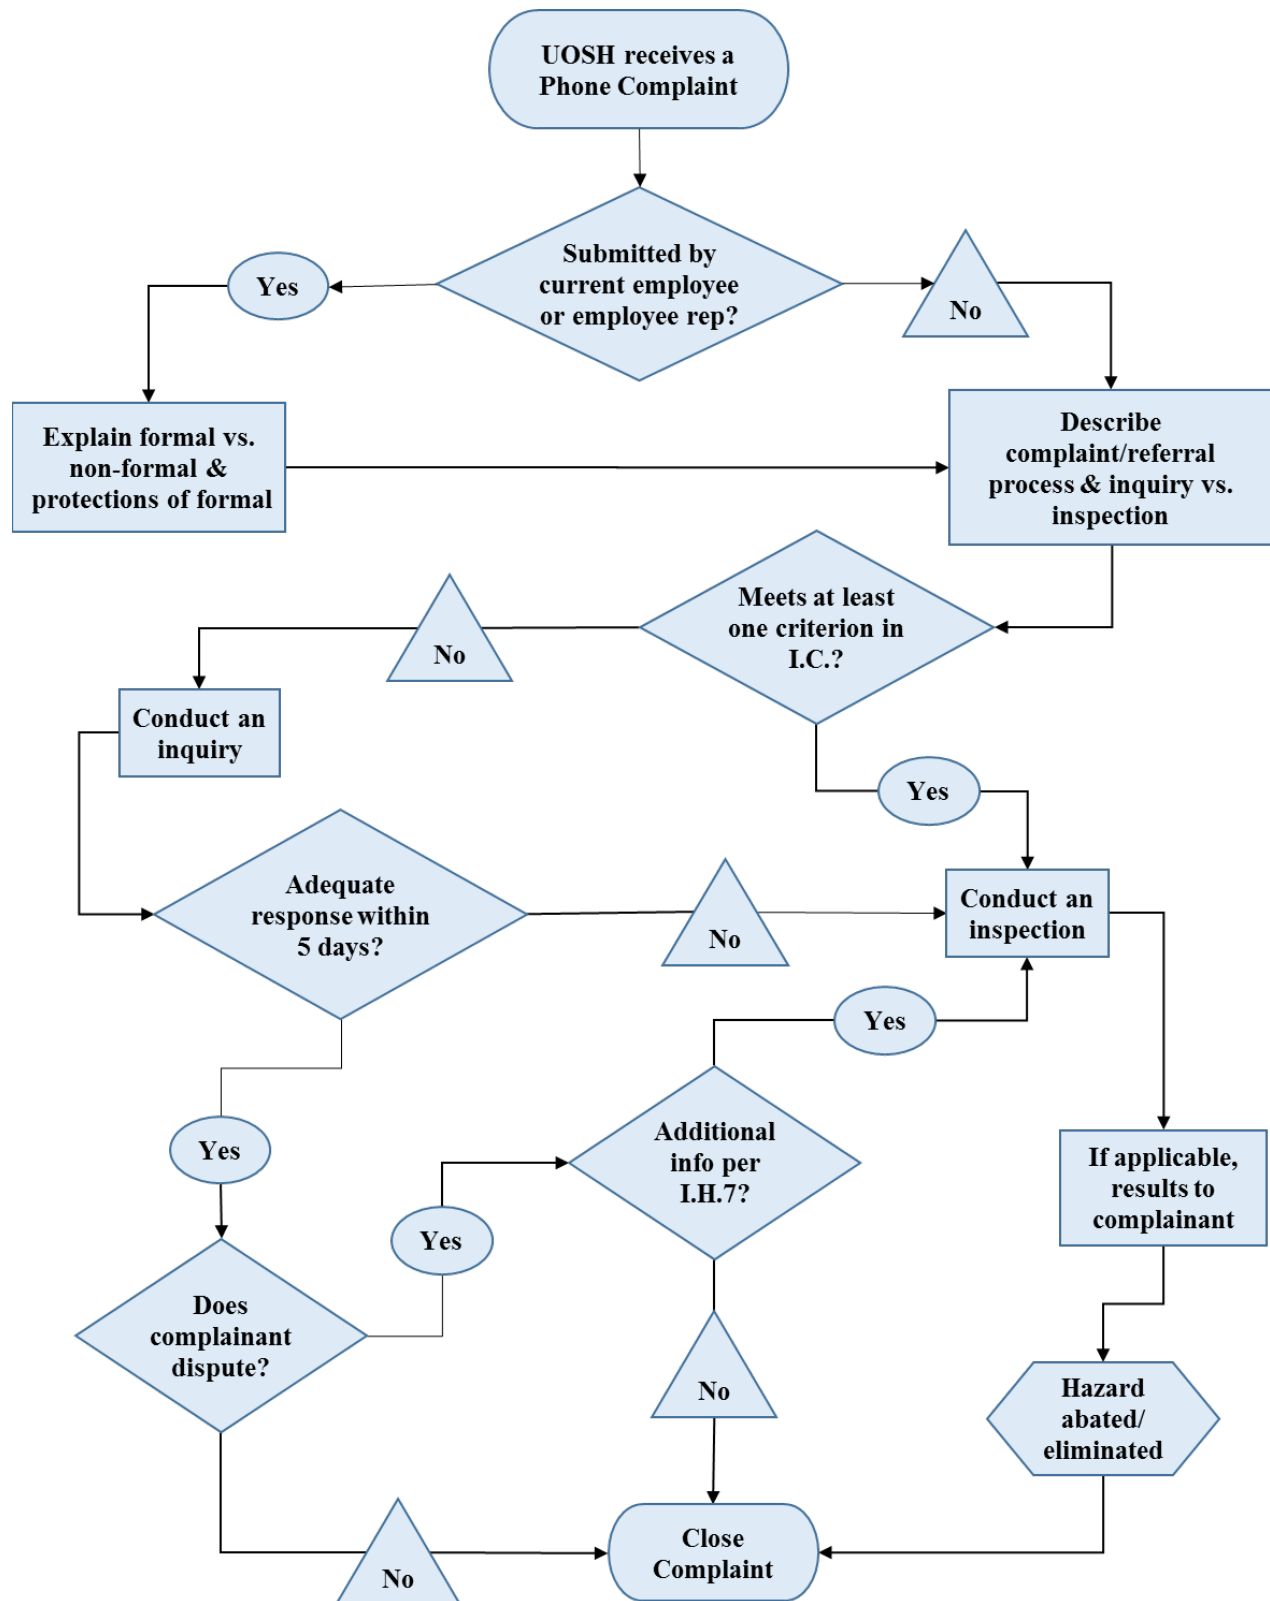 UOSH receives a
Phone Complaint
Submitted by
current employee
or employee rep?
Yes
No
Explain formal vs.
non-formal &
protections of formal
Describe
complaint/referral
process & inquiry vs.
inspection
Meets at least
one criterion in
I.C.?
No
Conduct an
inquiry
Yes
Adequate
response within
5 days?
No
Conduct an
inspection
Yes
Additional
info per
I.H.7?
Yes
Yes
If applicable,
results to
complainant
Does
complainant
dispute?
No
Hazard
abated/
eliminated
No
Close
Complaint